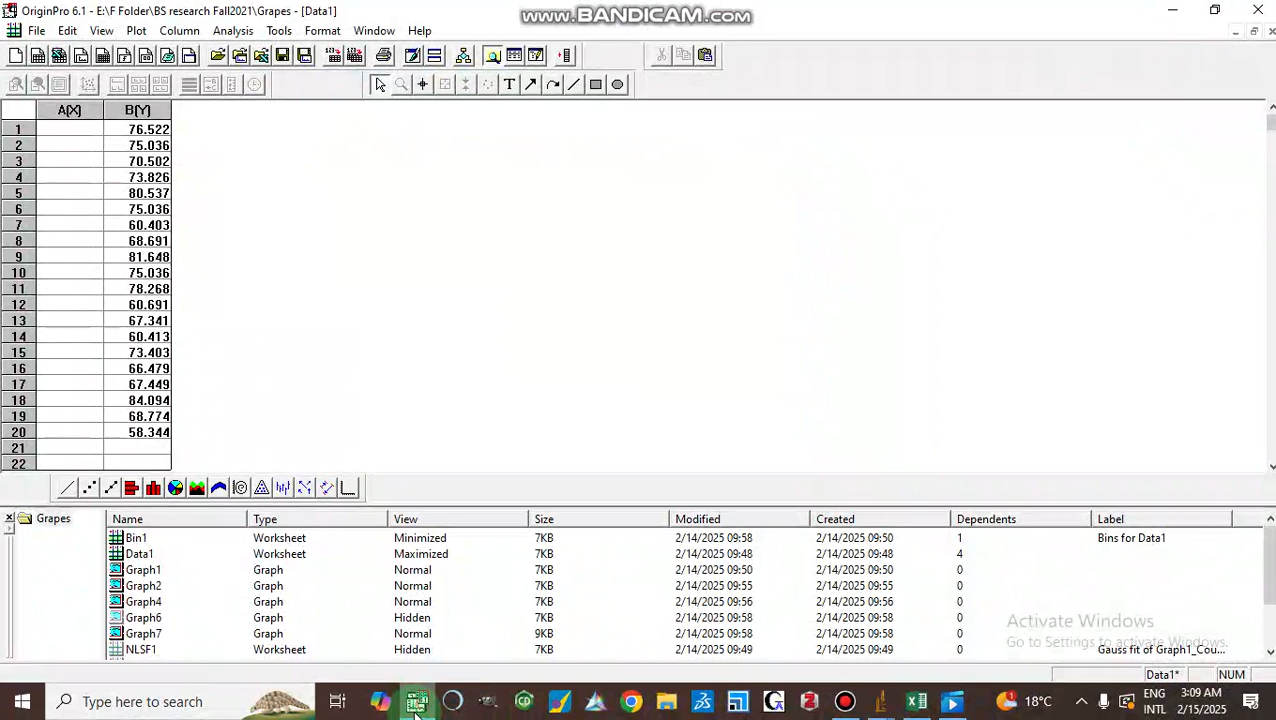 OriginPro 6.1 - E:\F Folder\BS research Fall2021\Grapes - [Data1]
www.BANDICAM.com
File Edit View Plot Column Analysis Tools Format Window Help
A(X) B(Y)
1 76.522
2 75.036
3 70.502
4 73.826
5 80.537
6 75.036
7 60.403
8 68.691
9 81.648
10 75.036
11 78.268
12 60.691
13 67.341
14 60.413
15 73.403
16 66.479
17 67.449
18 84.094
19 68.774
20 58.344
21
22
Grapes
Name Type View Size Modified Created Dependents Label
Bin1 Worksheet Minimized 7KB 2/14/2025 09:58 2/14/2025 09:50 1 Bins for Data1
Data1 Worksheet Maximized 7KB 2/14/2025 09:48 2/14/2025 09:48 4
Graph1 Graph Normal 7KB 2/14/2025 09:50 2/14/2025 09:50 0
Graph2 Graph Normal 7KB 2/14/2025 09:55 2/14/2025 09:55 0
Graph4 Graph Normal 7KB 2/14/2025 09:56 2/14/2025 09:56 0
Graph6 Graph Hidden 7KB 2/14/2025 09:58 2/14/2025 09:58 0
Graph7 Graph Normal 9KB 2/14/2025 09:58 2/14/2025 09:58 0
NLSF1 Worksheet Hidden 7KB 2/14/2025 09:58 2/14/2025 09:49 0 Gauss fit of Graph1_Cou...
Activate Windows
Go to Settings to activate Windows.
Data1* NUM
Type here to search
18°C
ENG
INTL
3:09 AM
2/15/2025